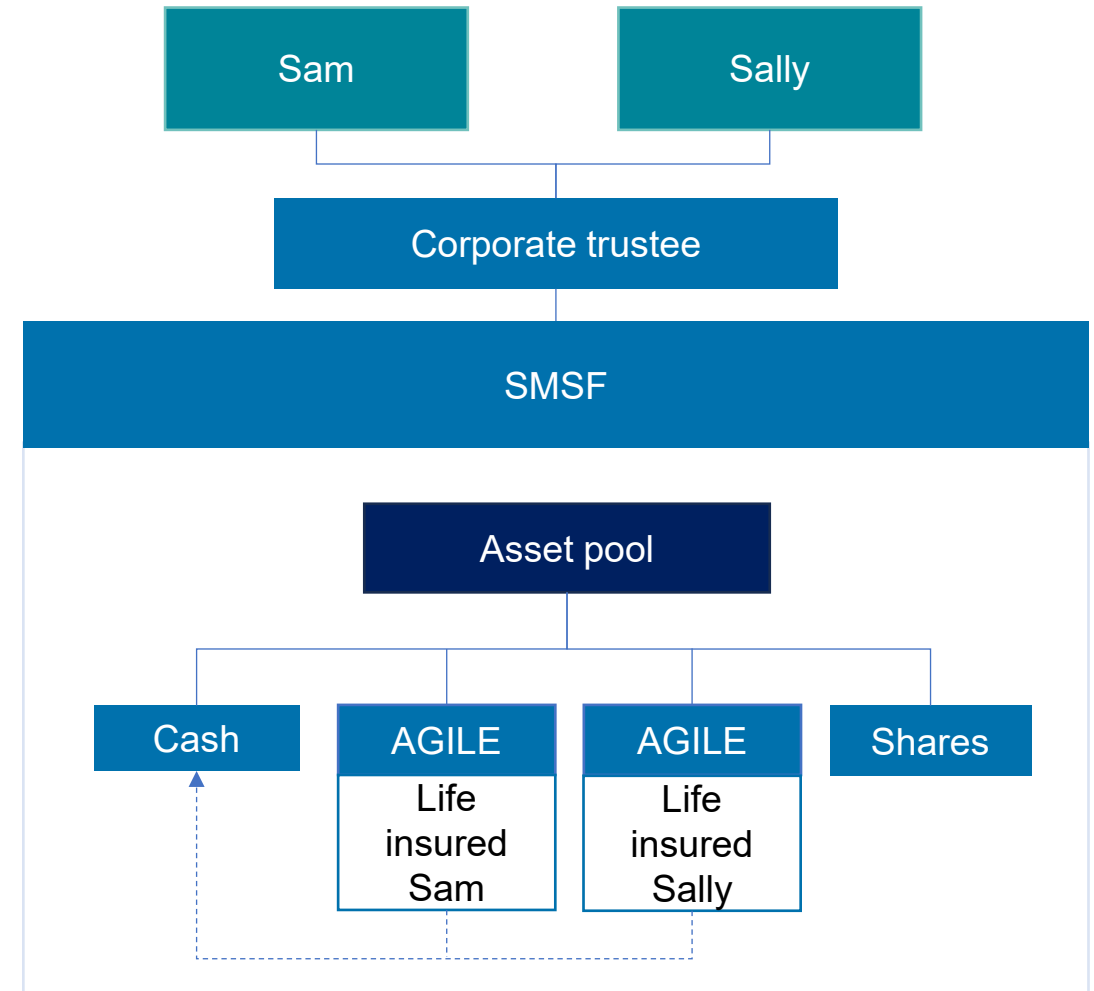 Sam
Sally
Corporate trustee
SMSF
Asset pool
Cash
AGILE
Life
insured
Sam
AGILE
Life
insured
Sally
Shares